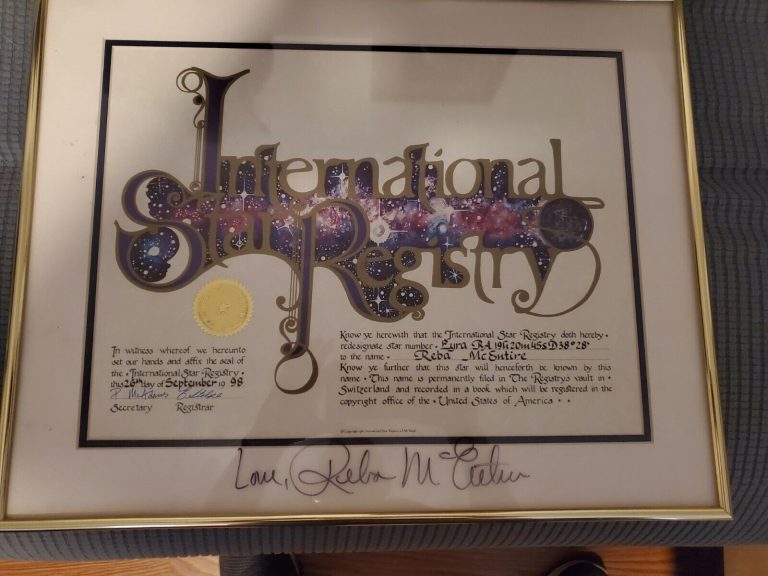 International
Star Registry
In witness whereof we hereunto
set our hands and affix the seal of
the • International Star Registry •
this 26th day of September 19 98
Secretary Registrar
Know ye herewith that the International Star Registry doth hereby
redesignate star number • Lyra RA 19h 20m 45s D 38° 28'
to the name • Reba McEntire
Know ye further that this star will henceforth be known by this
name • This name is permanently filed in The Registry's vault in
Switzerland and recorded in a book which will be registered in the
copyright office of the • United States of America • •
Love, Reba McEntire